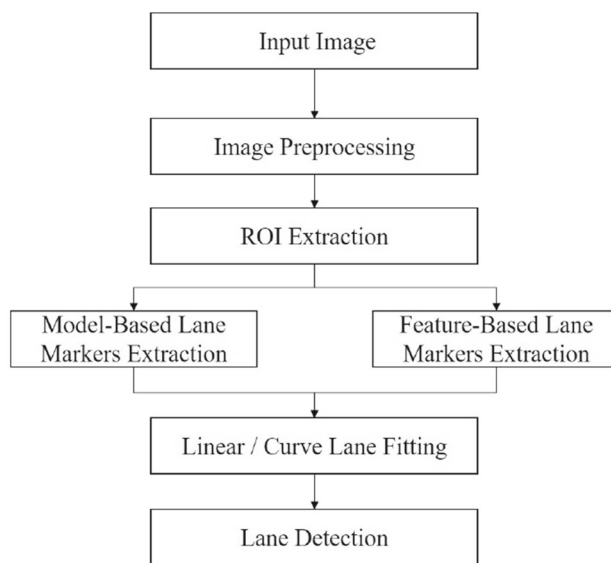 Input Image
Image Preprocessing
ROI Extraction
Model-Based Lane
Markers Extraction
Feature-Based Lane
Markers Extraction
Linear / Curve Lane Fitting
Lane Detection